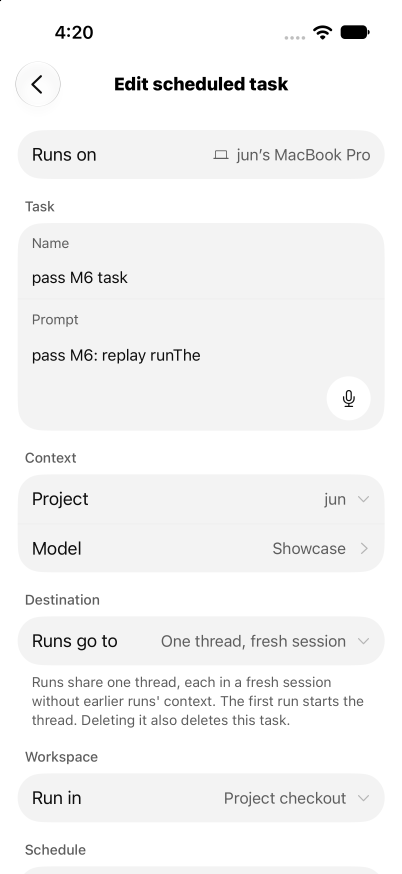 4:20
Edit scheduled task
Runs on jun's MacBook Pro
Task
Name
pass M6 task
Prompt
pass M6: replay runThe
Context
Project jun
Model Showcase
Destination
Runs go to One thread, fresh session
Runs share one thread, each in a fresh session
without earlier runs' context. The first run starts the
thread. Deleting it also deletes this task.
Workspace
Run in Project checkout
Schedule